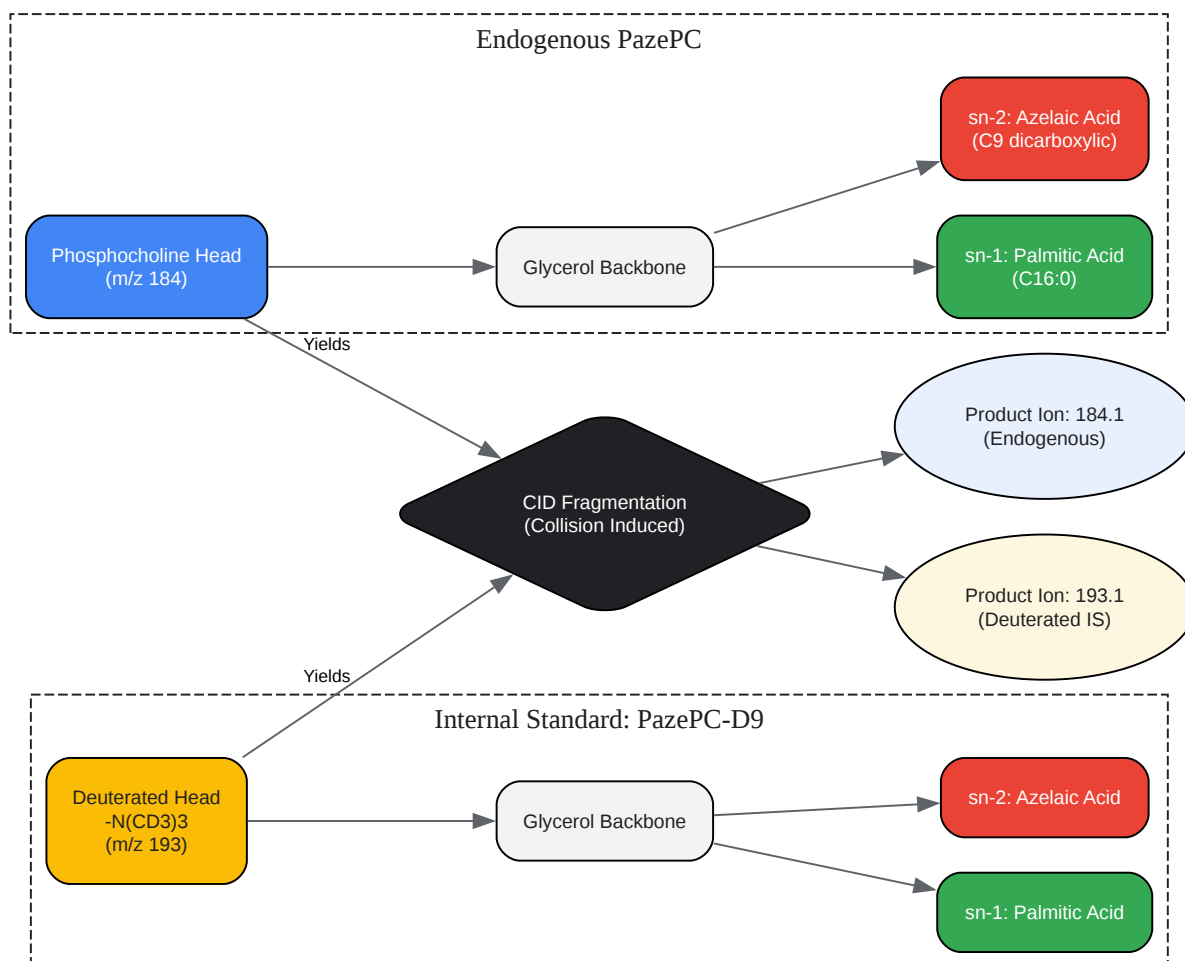 Endogenous PazePC
sn-2: Azelaic Acid
(C9 dicarboxylic)
Phosphocholine Head
(m/z 184)
Glycerol Backbone
sn-1: Palmitic Acid
(C16:0)
Yields
Product Ion: 184.1
(Endogenous)
CID Fragmentation
(Collision Induced)
Product Ion: 193.1
(Deuterated IS)
Yields
Internal Standard: PazePC-D9
Deuterated Head
-N(CD3)3
(m/z 193)
Glycerol Backbone
sn-2: Azelaic Acid
sn-1: Palmitic Acid